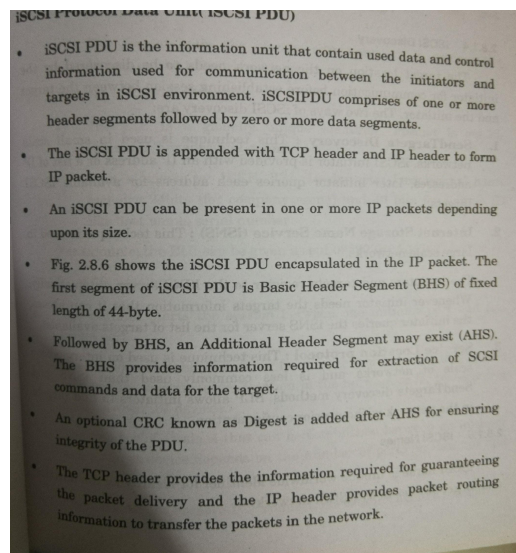 iSCSI Protocol Data Unit( iSCSI PDU)
• iSCSI PDU is the information unit that contain used data and control
information used for communication between the initiators and
targets in iSCSI environment. iSCSIPDU comprises of one or more
header segments followed by zero or more data segments.
• The iSCSI PDU is appended with TCP header and IP header to form
IP packet.
• An iSCSI PDU can be present in one or more IP packets depending
upon its size.
• Fig. 2.8.6 shows the iSCSI PDU encapsulated in the IP packet. The
first segment of iSCSI PDU is Basic Header Segment (BHS) of fixed
length of 44-byte.
• Followed by BHS, an Additional Header Segment may exist (AHS).
The BHS provides information required for extraction of SCSI
commands and data for the target.
• An optional CRC known as Digest is added after AHS for ensuring
integrity of the PDU.
• The TCP header provides the information required for guaranteeing
the packet delivery and the IP header provides packet routing
information to transfer the packets in the network.